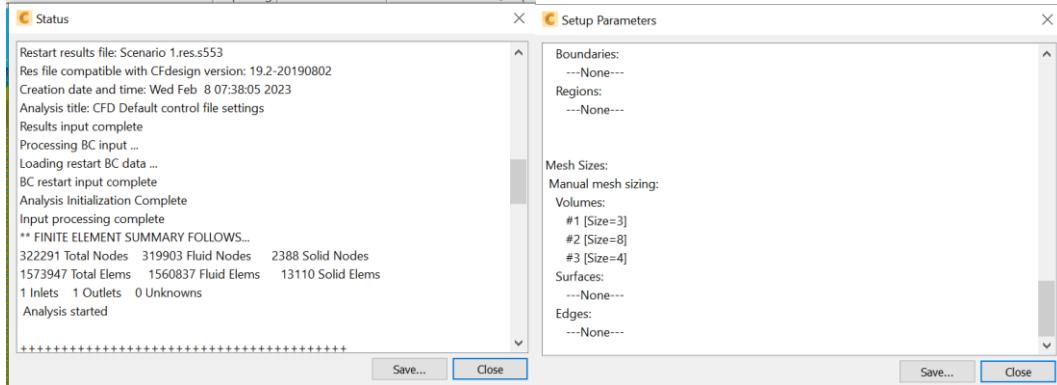 Status
Restart results file: Scenario 1.res.s553
Res file compatible with CFdesign version: 19.2-20190802
Creation date and time: Wed Feb  8 07:38:05 2023
Analysis title: CFD Default control file settings
Results input complete
Processing BC input ...
Loading restart BC data ...
BC restart input complete
Analysis Initialization Complete
Input processing complete
** FINITE ELEMENT SUMMARY FOLLOWS...
322291 Total Nodes    319903 Fluid Nodes      2388 Solid Nodes
1573947 Total Elems    1560837 Fluid Elems      13110 Solid Elems
1 Inlets    1 Outlets    0 Unknowns
Analysis started
++++++++++++++++++++++++++++++++++++++++
Save...
Close
Setup Parameters
Boundaries:
---None---
Regions:
---None---
Mesh Sizes:
Manual mesh sizing:
Volumes:
#1 [Size=3]
#2 [Size=8]
#3 [Size=4]
Surfaces:
---None---
Edges:
---None---
Save...
Close